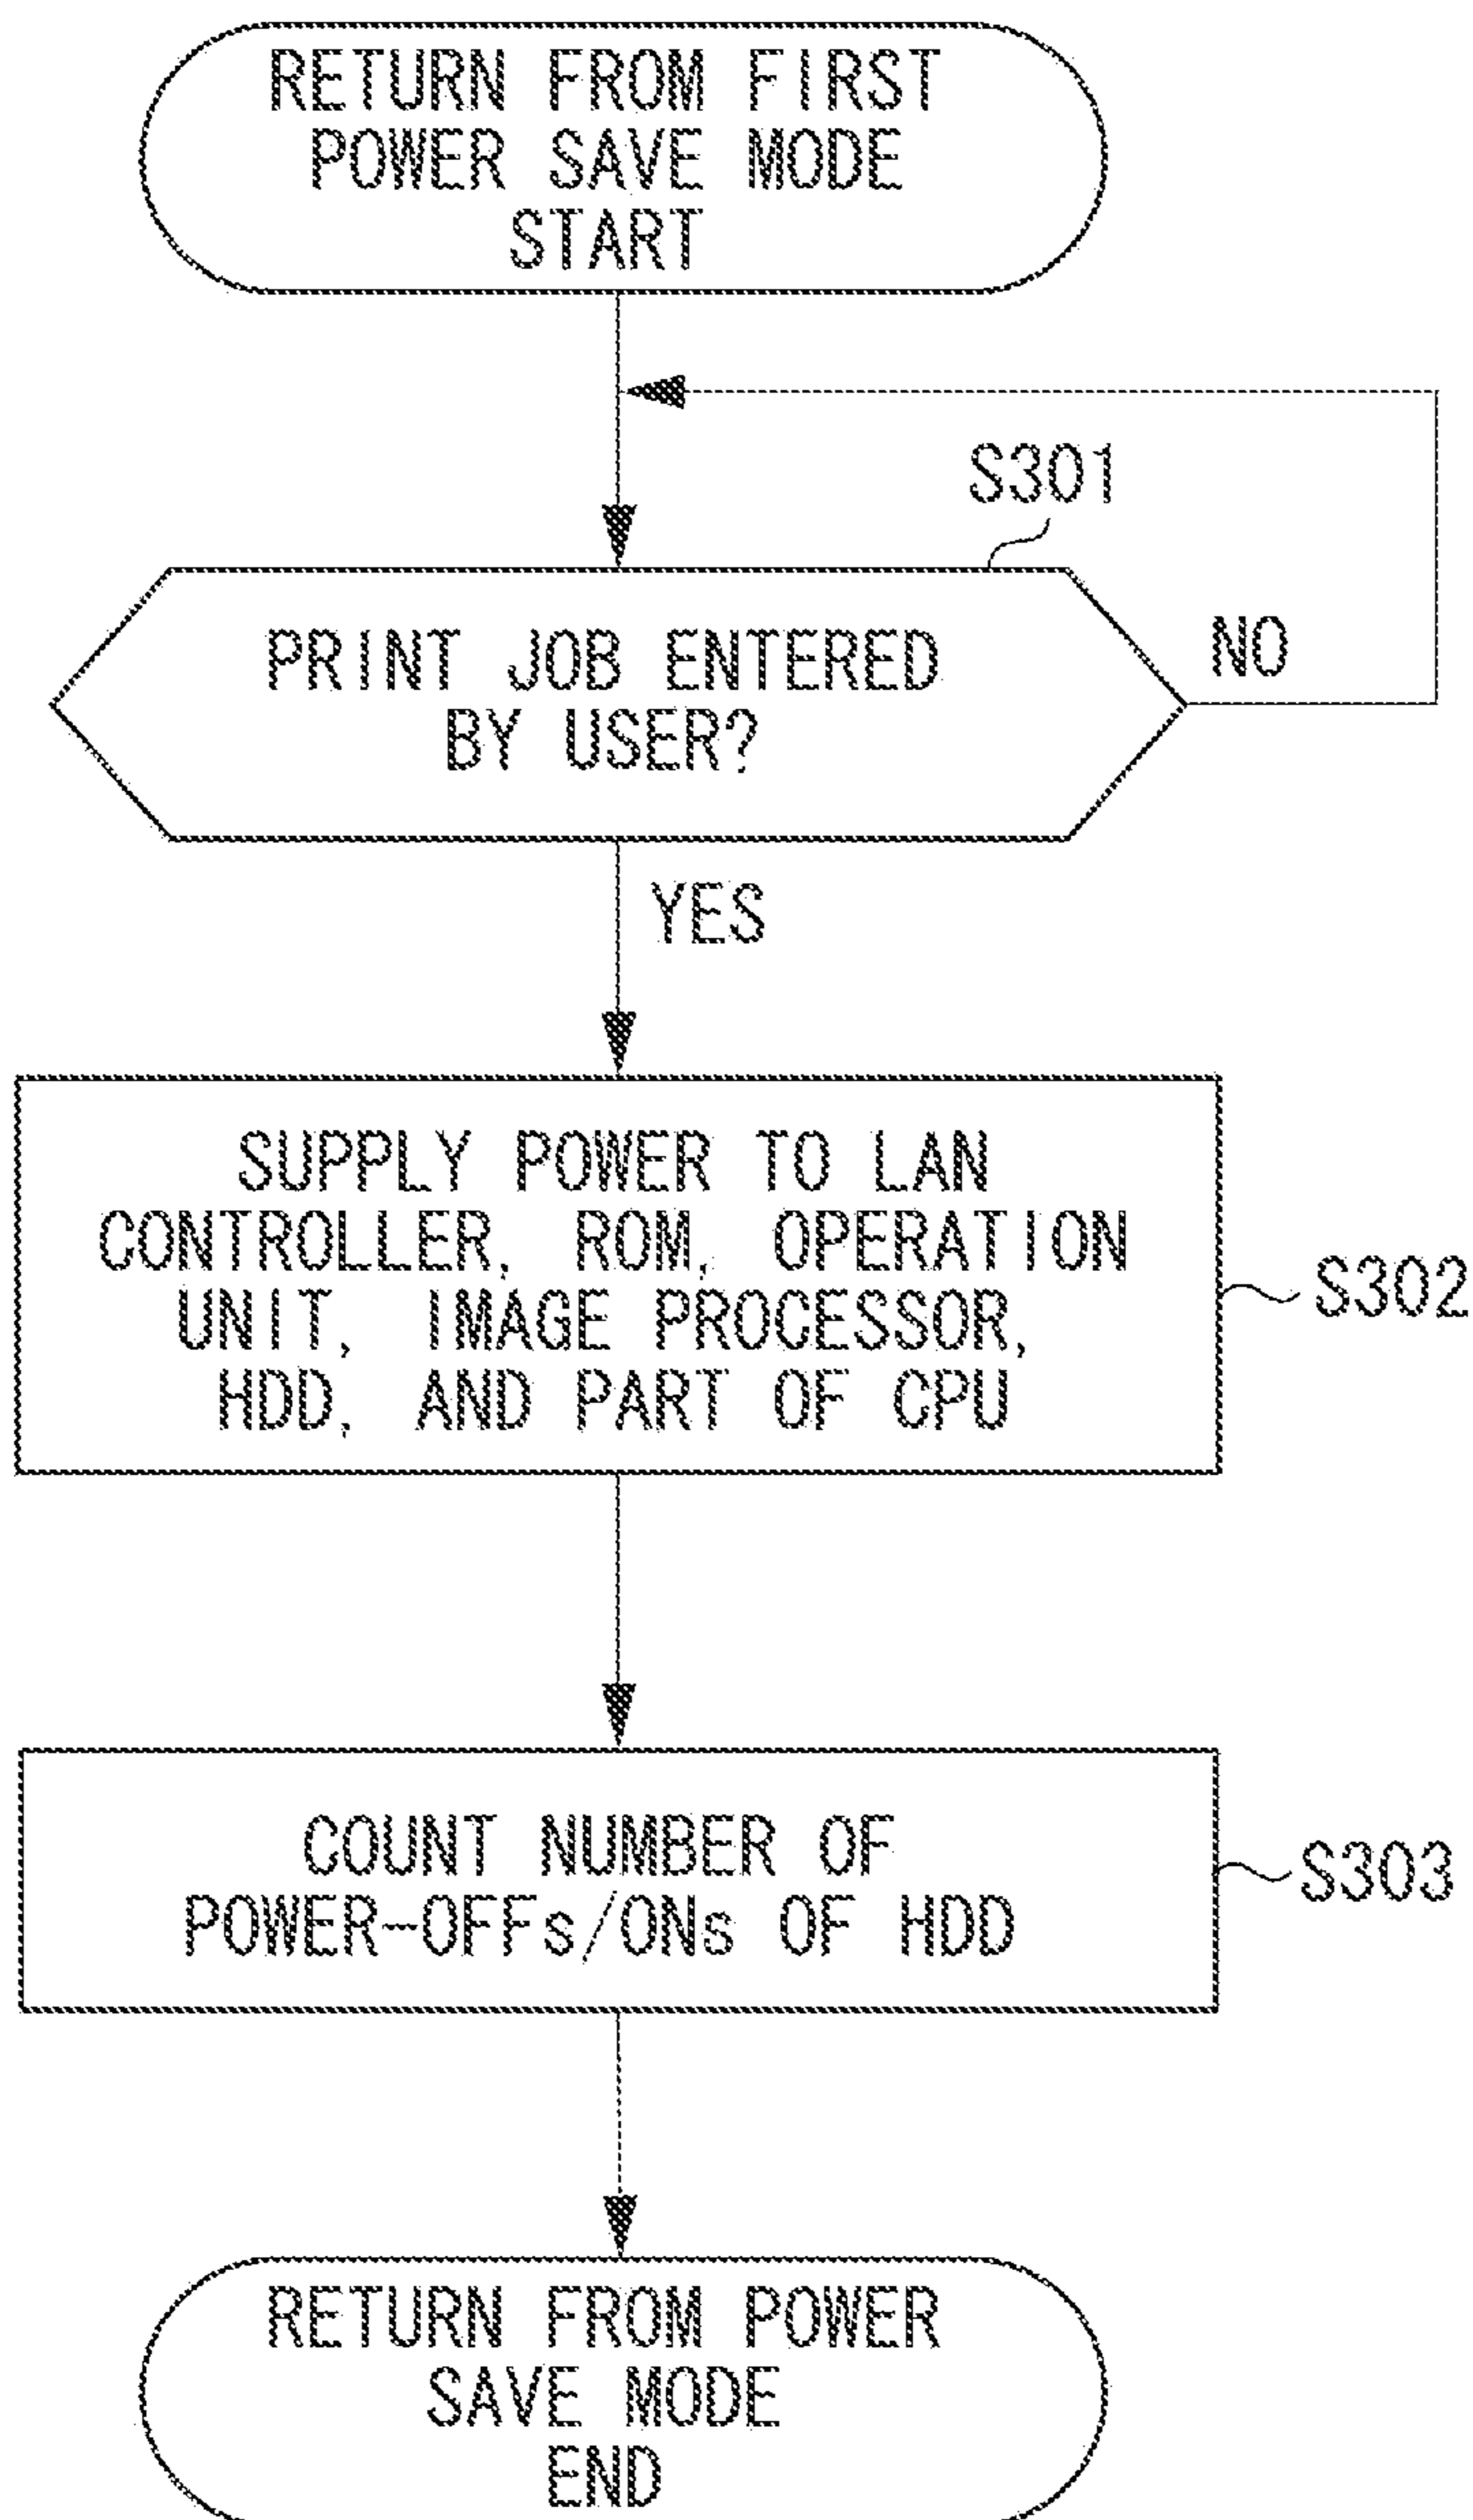 RETURN FROM FIRST
POWER SAVE MODE
START
S301
PRINT JOB ENTERED
BY USER?
NO
YES
SUPPLY POWER TO LAN
CONTROLLER, ROM, OPERATION
UNIT, IMAGE PROCESSOR,
HDD, AND PART OF CPU
S302
COUNT NUMBER OF
POWER-OFFs/ONs OF HDD
S303
RETURN FROM POWER
SAVE MODE
END